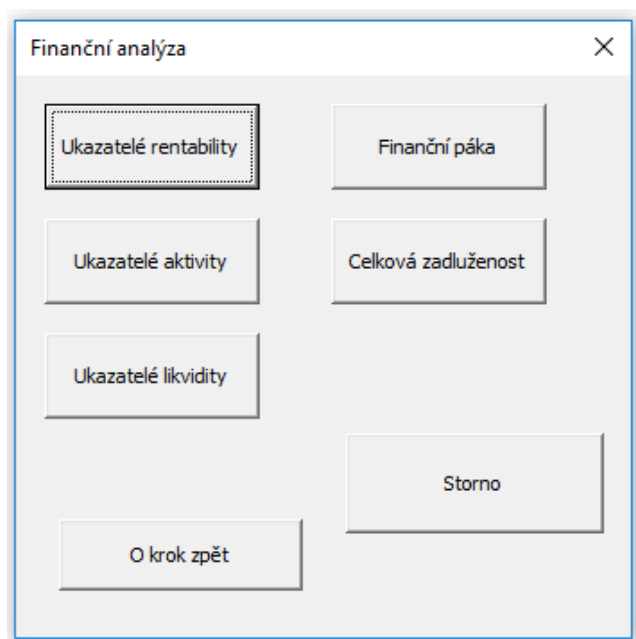 Finanční analýza
Ukazatelé rentability
Finanční páka
Ukazatelé aktivity
Celková zadluženost
Ukazatelé likvidity
Storno
O krok zpět